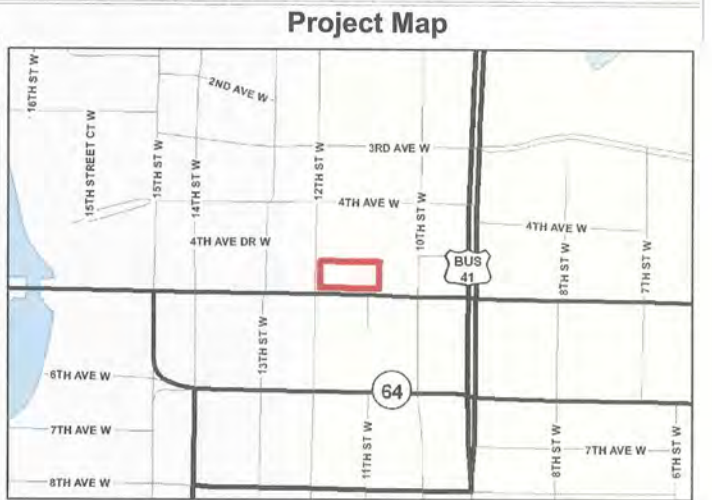 Project Map
16TH ST W
2ND AVE W
15TH STREET CT W
15TH ST W
14TH ST W
12TH ST W
3RD AVE W
4TH AVE W
10TH ST W
4TH AVE W
4TH AVE DR W
BUS
41
8TH ST W
7TH ST W
13TH ST W
6TH AVE W
64
7TH AVE W
11TH ST W
8TH ST W
7TH AVE W
6TH ST W
8TH AVE W